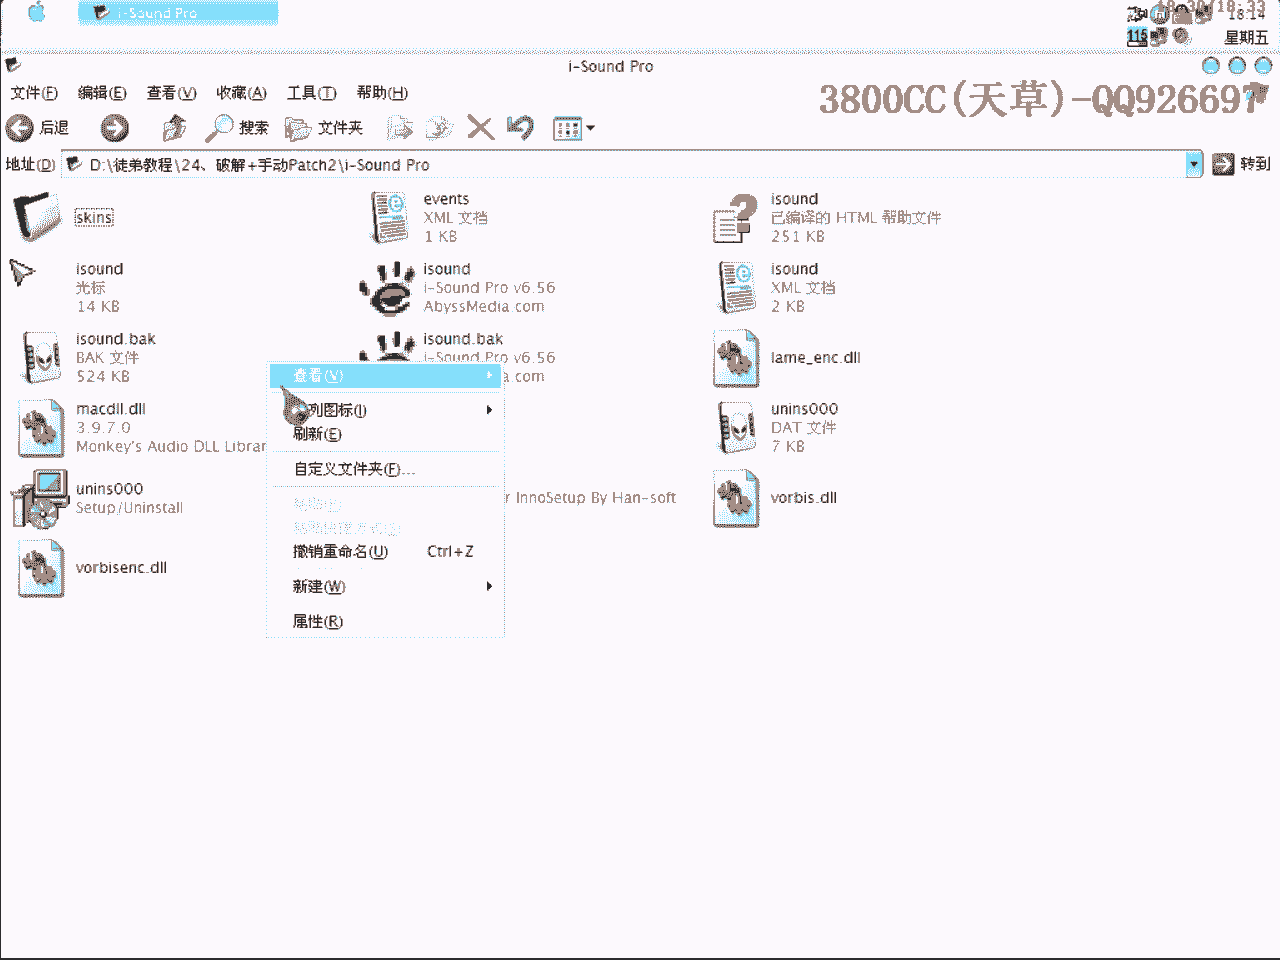 i-Sound Pro
18:14
115
星期五
i-Sound Pro
文件(F) 编辑(E) 查看(V) 收藏(A) 工具(T) 帮助(H)
3800CC(天草)-QQ926697
后退 搜索 文件夹
地址(D) D:\徒弟教程\24、破解+手动Patch2\i-Sound Pro 转到
skins
events
XML 文档
1 KB
isound
已编译的 HTML 帮助文件
251 KB
isound
光标
14 KB
isound
i-Sound Pro v6.56
AbyssMedia.com
isound
XML 文档
2 KB
isound.bak
BAK 文件
524 KB
isound.bak
i-Sound Pro v6.56
a.com
lame_enc.dll
macdll.dll
3.9.7.0
Monkey's Audio DLL Librar
unins000
DAT 文件
7 KB
unins000
Setup/Uninstall
r InnoSetup By Han-soft
vorbis.dll
vorbisenc.dll
查看(V)
列图标(I)
刷新(E)
自定义文件夹(F)...
撤销重命名(U) Ctrl+Z
新建(W)
属性(R)